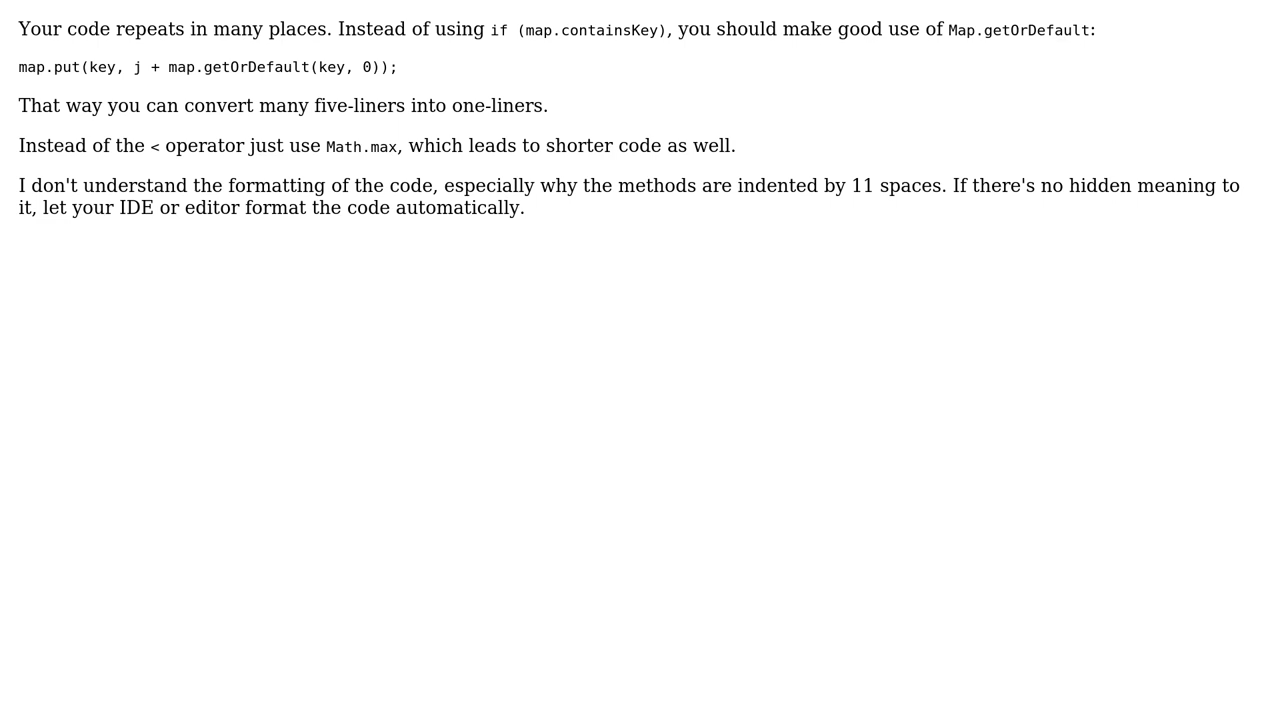 Your code repeats in many places. Instead of using if (map.containsKey), you should make good use of Map.getOrDefault:
map.put(key, j + map.getOrDefault(key, 0));
That way you can convert many five-liners into one-liners.
Instead of the < operator just use Math.max, which leads to shorter code as well.
I don't understand the formatting of the code, especially why the methods are indented by 11 spaces. If there's no hidden meaning to
it, let your IDE or editor format the code automatically.